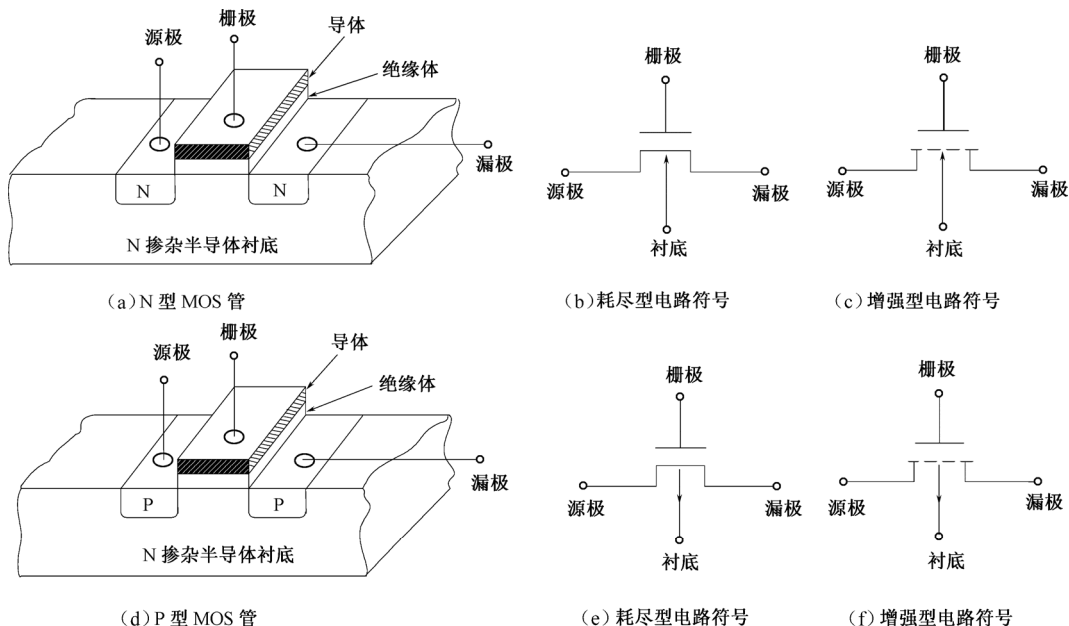 栅极
源极
导体
绝缘体
漏极
N
N
N 掺杂半导体衬底
(a)N 型 MOS 管
栅极
源极
漏极
衬底
(b)耗尽型电路符号
栅极
源极
漏极
衬底
(c)增强型电路符号
栅极
源极
导体
绝缘体
漏极
P
P
N 掺杂半导体衬底
(d)P 型 MOS 管
栅极
源极
漏极
衬底
(e)耗尽型电路符号
栅极
源极
漏极
衬底
(f)增强型电路符号